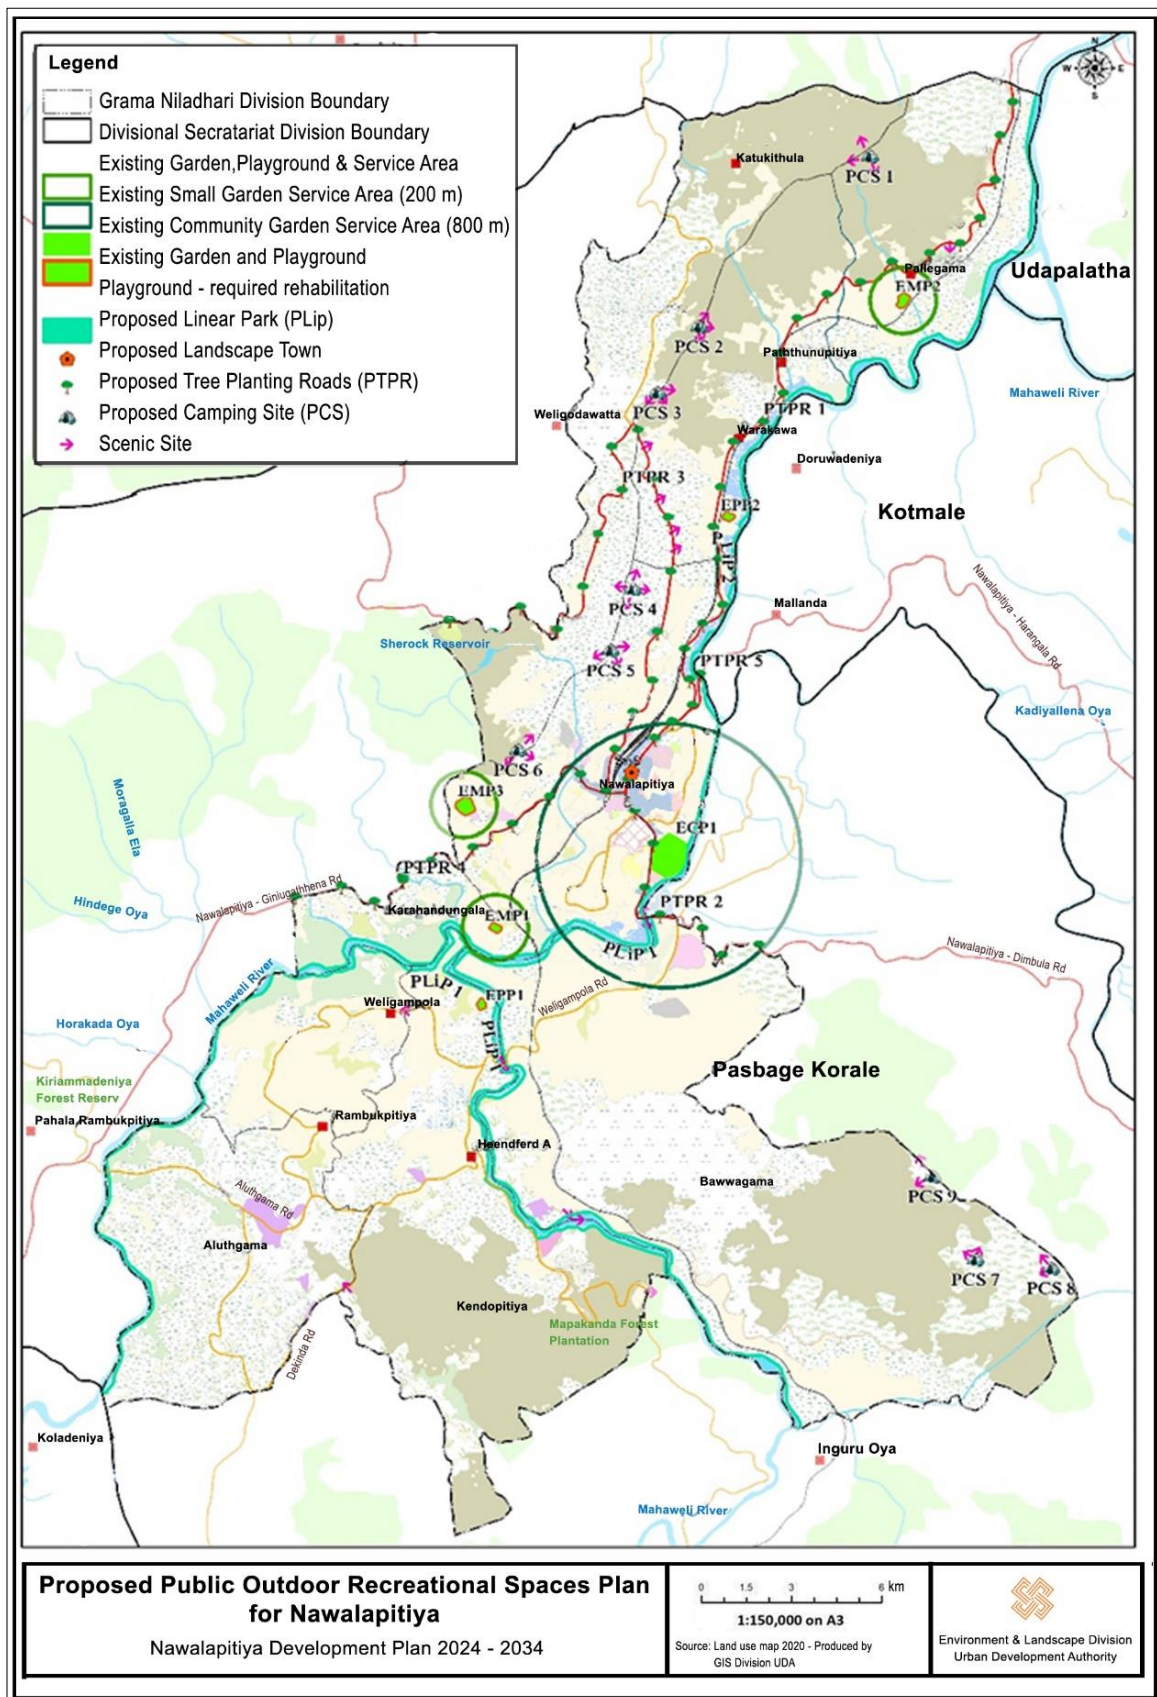 Legend
Grama Niladhari Division Boundary
Divisional Secratariat Division Boundary
Existing Garden,Playground & Service Area
Existing Small Garden Service Area (200 m)
Existing Community Garden Service Area (800 m)
Existing Garden and Playground
Playground - required rehabilitation
Proposed Linear Park (PLip)
Proposed Landscape Town
Proposed Tree Planting Roads (PTPR)
Proposed Camping Site (PCS)
Scenic Site
N
W
E
S
Katukithula
PCS 1
Pallegama
EMP2
Udapalatha
PCS 2
Paththunupitiya
Mahaweli River
PCS 3
PTPR 1
Weligodawatta
Warakawa
Doruwadeniya
PTPR 3
EPP2
Kotmale
PLiP 2
Nawalapitiya - Harangala Rd
PCS 4
Mallanda
Sherock Reservoir
PCS 5
PTPR 5
Kadiyallena Oya
PCS 6
Nawalapitiya
EMP3
Moragalla Ela
ECP1
PTPR 4
Nawalapitiya - Giniugathhena Rd
Hindege Oya
Karahandungala
EMP1
PTPR 2
PLiP 1
Nawalapitiya - Dimbula Rd
Mahaweli River
PLiP 1
Weligampola
EPP1
Weligampola Rd
Horakada Oya
PLiP1
Pasbage Korale
Kiriammadeniya
Forest Reserv
Pahala Rambukpitiya
Rambukpitiya
Heendferd A
Bawwagama
PCS 9
Aluthgama Rd
Aluthgama
PCS 7
PCS 8
Kendopitiya
Mapakanda Forest
Plantation
Dekinda Rd
Koladeniya
Inguru Oya
Mahaweli River
Proposed Public Outdoor Recreational Spaces Plan
for Nawalapitiya
Nawalapitiya Development Plan 2024 - 2034
0 1.5 3 6 km
1:150,000 on A3
Source: Land use map 2020 - Produced by
GIS Division UDA
Environment & Landscape Division
Urban Development Authority